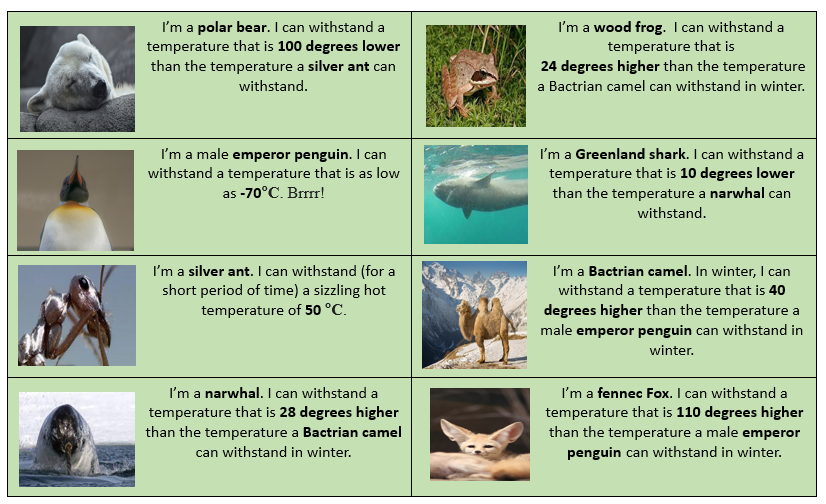 I'm a polar bear. I can withstand a
temperature that is 100 degrees lower
than the temperature a silver ant can
withstand.
I'm a wood frog.  I can withstand a
temperature that is
24 degrees higher than the temperature
a Bactrian camel can withstand in winter.
I'm a male emperor penguin. I can
withstand a temperature that is as low
as -70°C. Brrrr!
I'm a Greenland shark. I can withstand a
temperature that is 10 degrees lower
than the temperature a narwhal can
withstand.
I'm a silver ant. I can withstand (for a
short period of time) a sizzling hot
temperature of 50 °C.
I'm a Bactrian camel. In winter, I can
withstand a temperature that is 40
degrees higher than the temperature a
male emperor penguin can withstand in
winter.
I'm a narwhal. I can withstand a
temperature that is 28 degrees higher
than the temperature a Bactrian camel
can withstand in winter.
I'm a fennec Fox. I can withstand a
temperature that is 110 degrees higher
than the temperature a male emperor
penguin can withstand in winter.